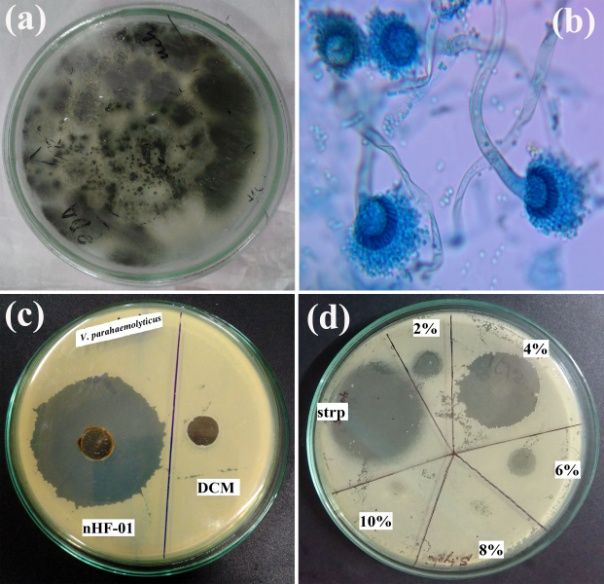 (a)
(b)
(c)
V. parahaemolyticus
nHF-01
DCM
(d)
2%
4%
strp
6%
10%
8%